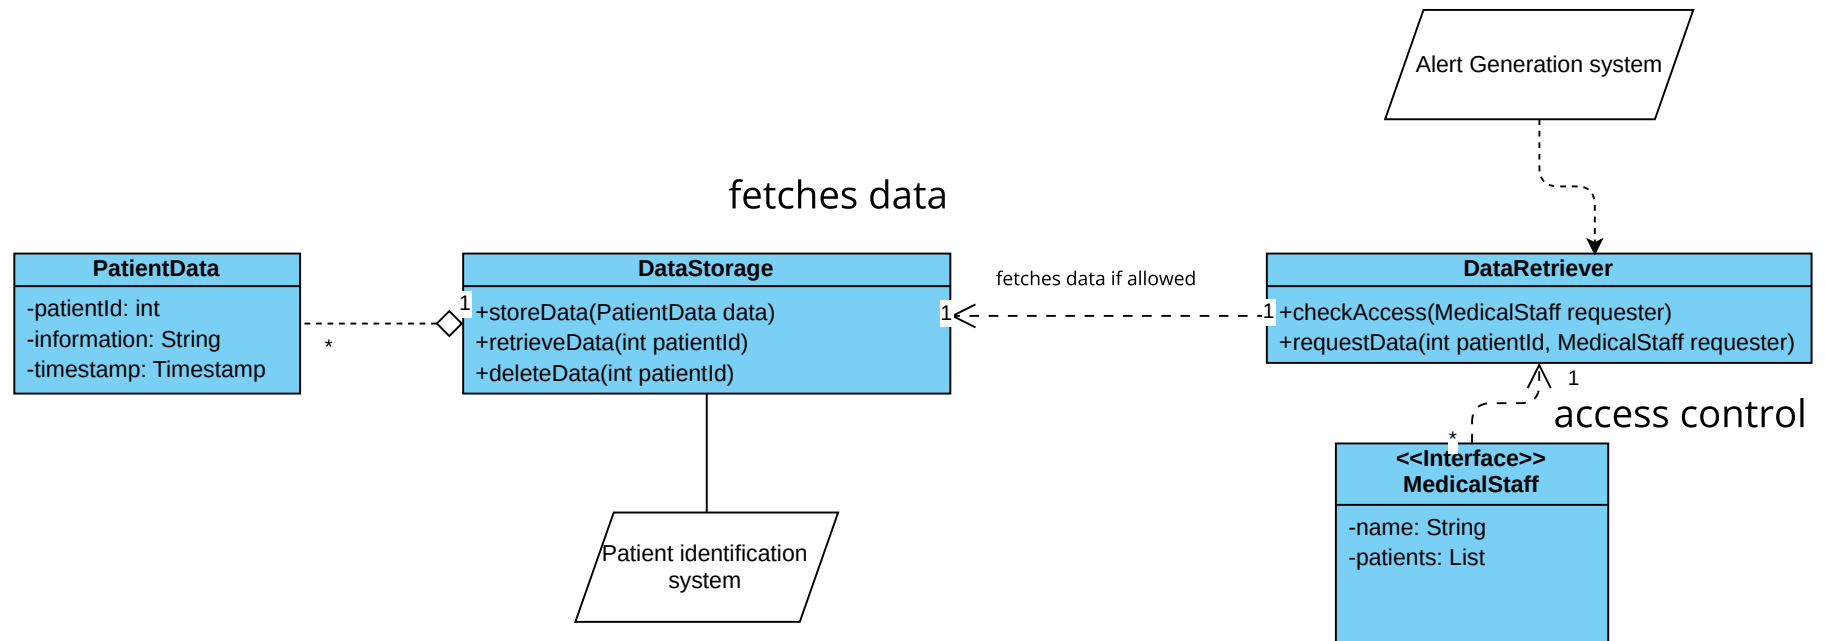 Alert Generation system
fetches data
PatientData
-patientId: int
-information: String
-timestamp: Timestamp
*
1
DataStorage
+storeData(PatientData data)
+retrieveData(int patientId)
+deleteData(int patientId)
1
fetches data if allowed
1
DataRetriever
+checkAccess(MedicalStaff requester)
+requestData(int patientId, MedicalStaff requester)
1
access control
*
<<Interface>>
MedicalStaff
-name: String
-patients: List
Patient identification
system